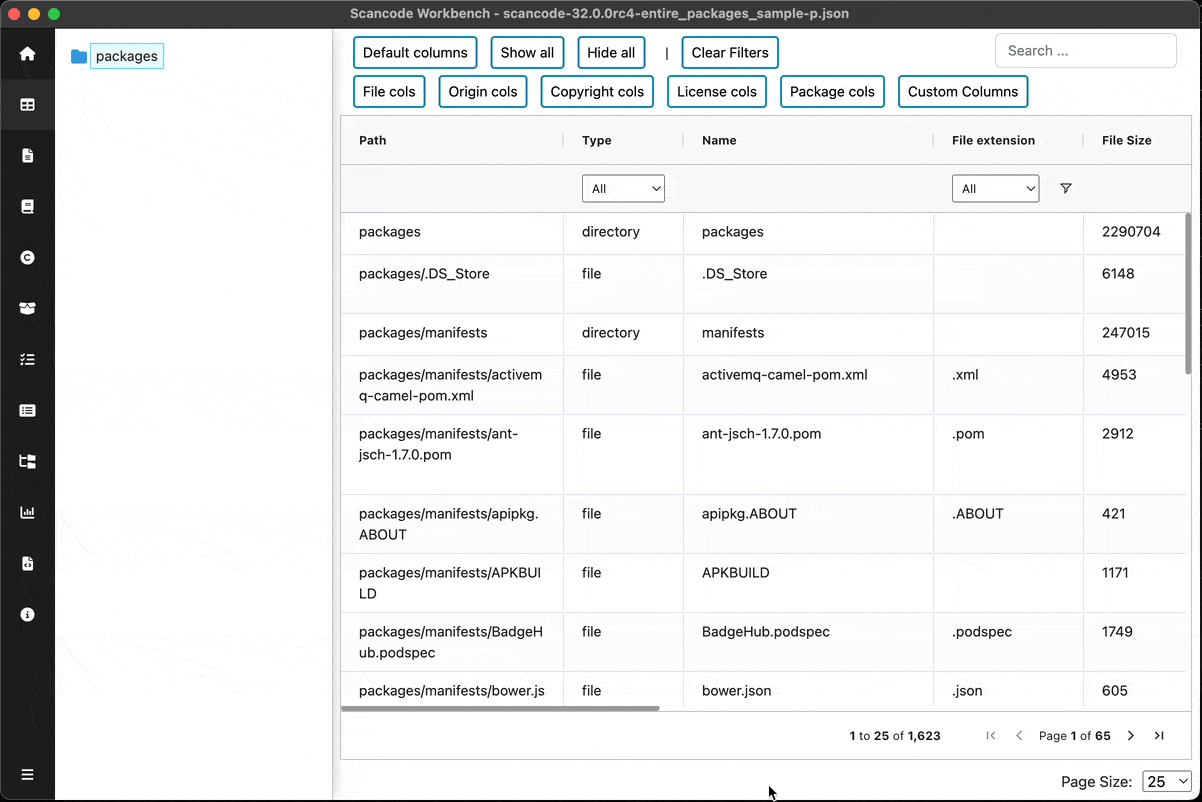 Scancode Workbench - scancode-32.0.0rc4-entire_packages_sample-p.json
packages
Default columns Show all Hide all | Clear Filters Search ...
File cols Origin cols Copyright cols License cols Package cols Custom Columns
Path Type Name File extension File Size
All All
packages directory packages 2290704
packages/.DS_Store file .DS_Store 6148
packages/manifests directory manifests 247015
packages/manifests/activem file activemq-camel-pom.xml .xml 4953
q-camel-pom.xml
packages/manifests/ant- file ant-jsch-1.7.0.pom .pom 2912
jsch-1.7.0.pom
packages/manifests/apipkg. file apipkg.ABOUT .ABOUT 421
ABOUT
packages/manifests/APKBUI file APKBUILD 1171
LD
packages/manifests/BadgeH file BadgeHub.podspec .podspec 1749
ub.podspec
packages/manifests/bower.js file bower.json .json 605
1 to 25 of 1,623 Page 1 of 65
Page Size: 25